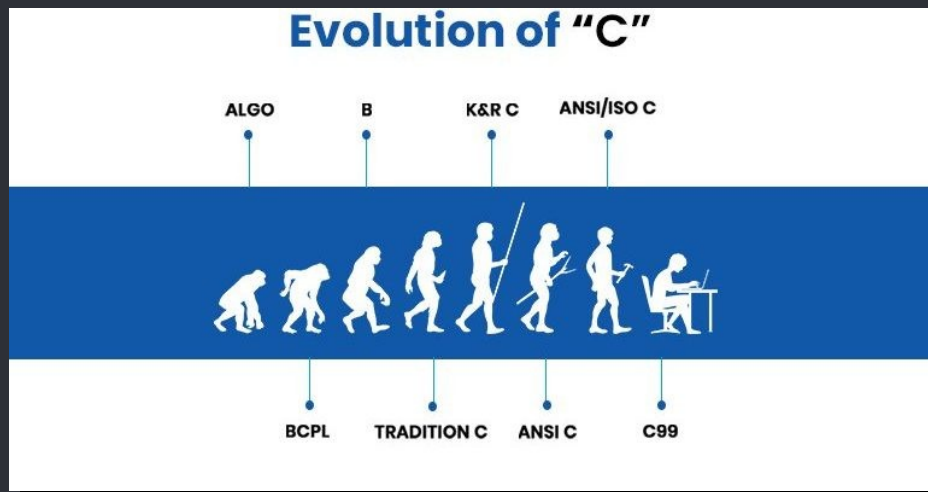 Evolution of “C”
ALGO
B
K&R C
ANSI/ISO C
BCPL
TRADITION C
ANSI C
C99